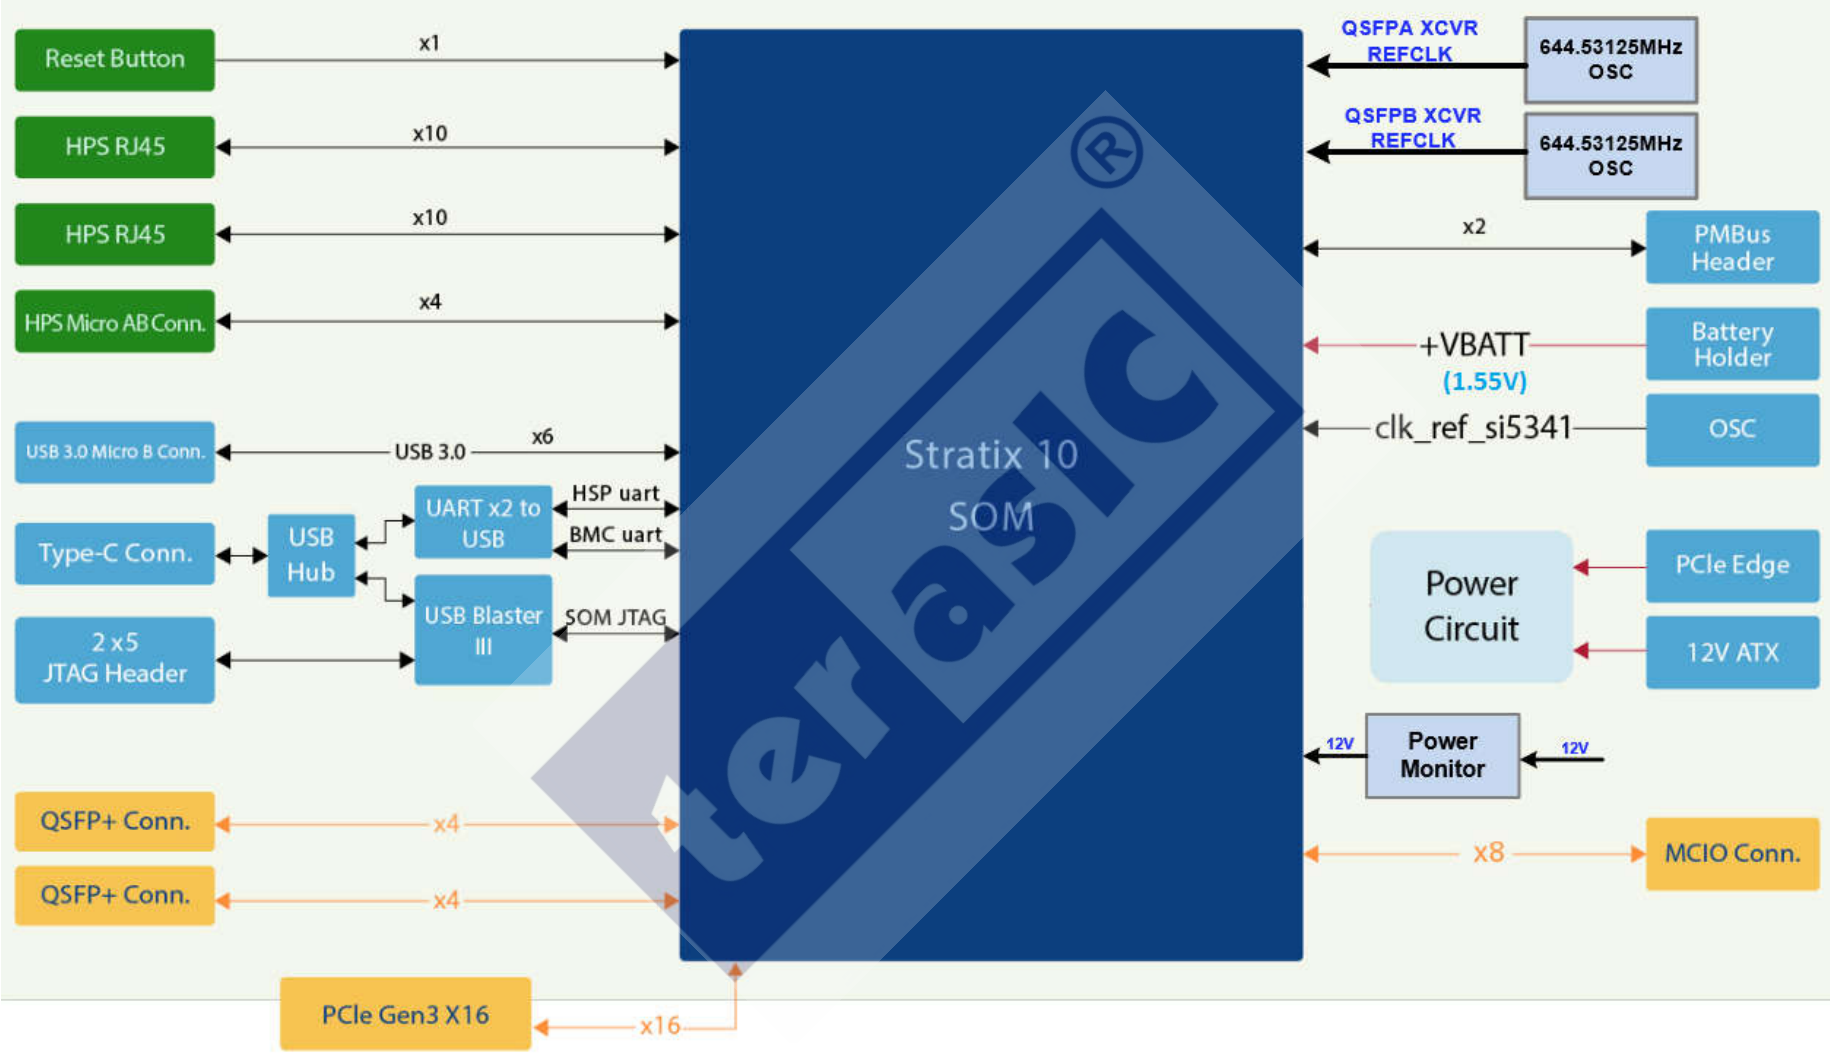 Reset Button
x1
HPS RJ45
x10
HPS RJ45
x10
HPS Micro AB Conn.
x4
USB 3.0 Micro B Conn.
USB 3.0
x6
Type-C Conn.
USB
Hub
UART x2 to
USB
HSP uart
BMC uart
USB Blaster
III
SOM JTAG
2 x5
JTAG Header
QSFP+ Conn.
x4
QSFP+ Conn.
x4
PCIe Gen3 X16
x16
Stratix 10
SOM
terasic
®
QSFPA XCVR
REFCLK
644.53125MHz
OSC
QSFPB XCVR
REFCLK
644.53125MHz
OSC
x2
PMBus
Header
+VBATT
(1.55V)
Battery
Holder
clk_ref_si5341
OSC
Power
Circuit
PCIe Edge
12V ATX
12V
Power
Monitor
12V
x8
MCIO Conn.